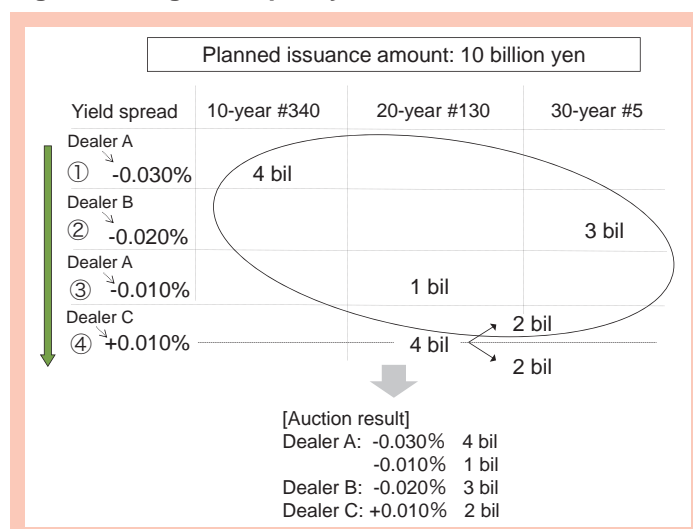 Planned issuance amount: 10 billion yen
Yield spread 10-year #340 20-year #130 30-year #5
Dealer A
① -0.030% 4 bil
Dealer B
② -0.020% 3 bil
Dealer A
③ -0.010% 1 bil
Dealer C
④ +0.010% 4 bil 2 bil
2 bil
[Auction result]
Dealer A: -0.030% 4 bil
-0.010% 1 bil
Dealer B: -0.020% 3 bil
Dealer C: +0.010% 2 bil